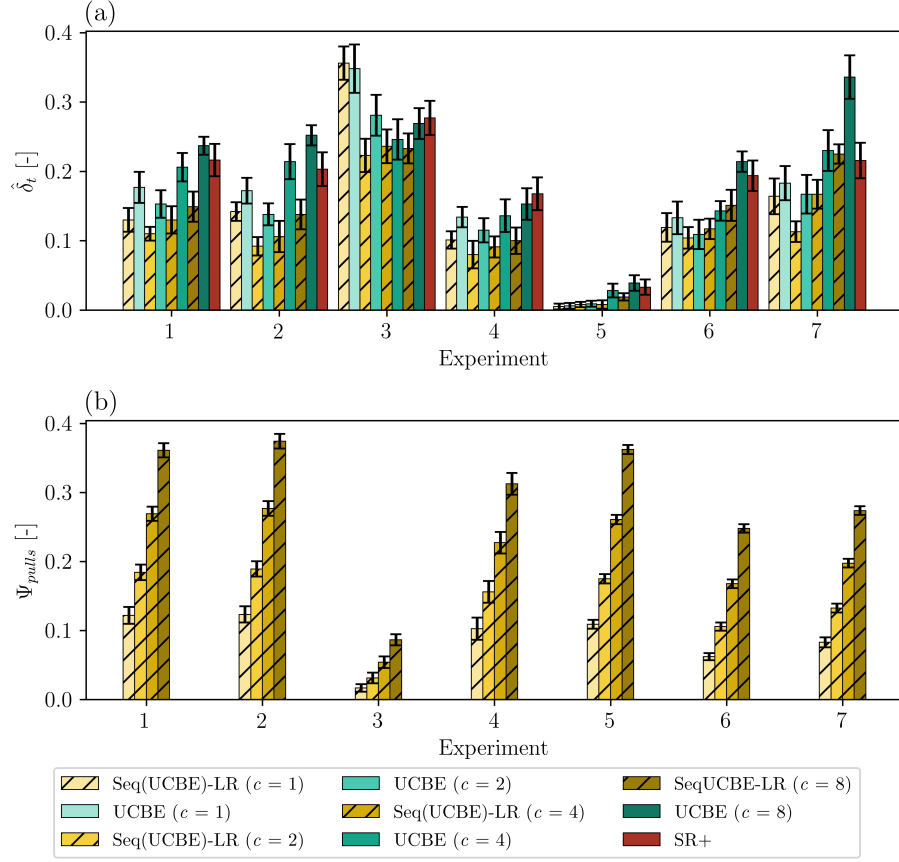 (a)
0.4
0.3
0.2
0.1
0.0
δ̂_t [-]
1 2 3 4 5 6 7
Experiment
(b)
0.4
0.3
0.2
0.1
0.0
Ψ_pulls [-]
1 2 3 4 5 6 7
Experiment
Seq(UCBE)-LR (c = 1) UCBE (c = 2) SeqUCBE-LR (c = 8)
UCBE (c = 1) Seq(UCBE)-LR (c = 4) UCBE (c = 8)
Seq(UCBE)-LR (c = 2) UCBE (c = 4) SR+